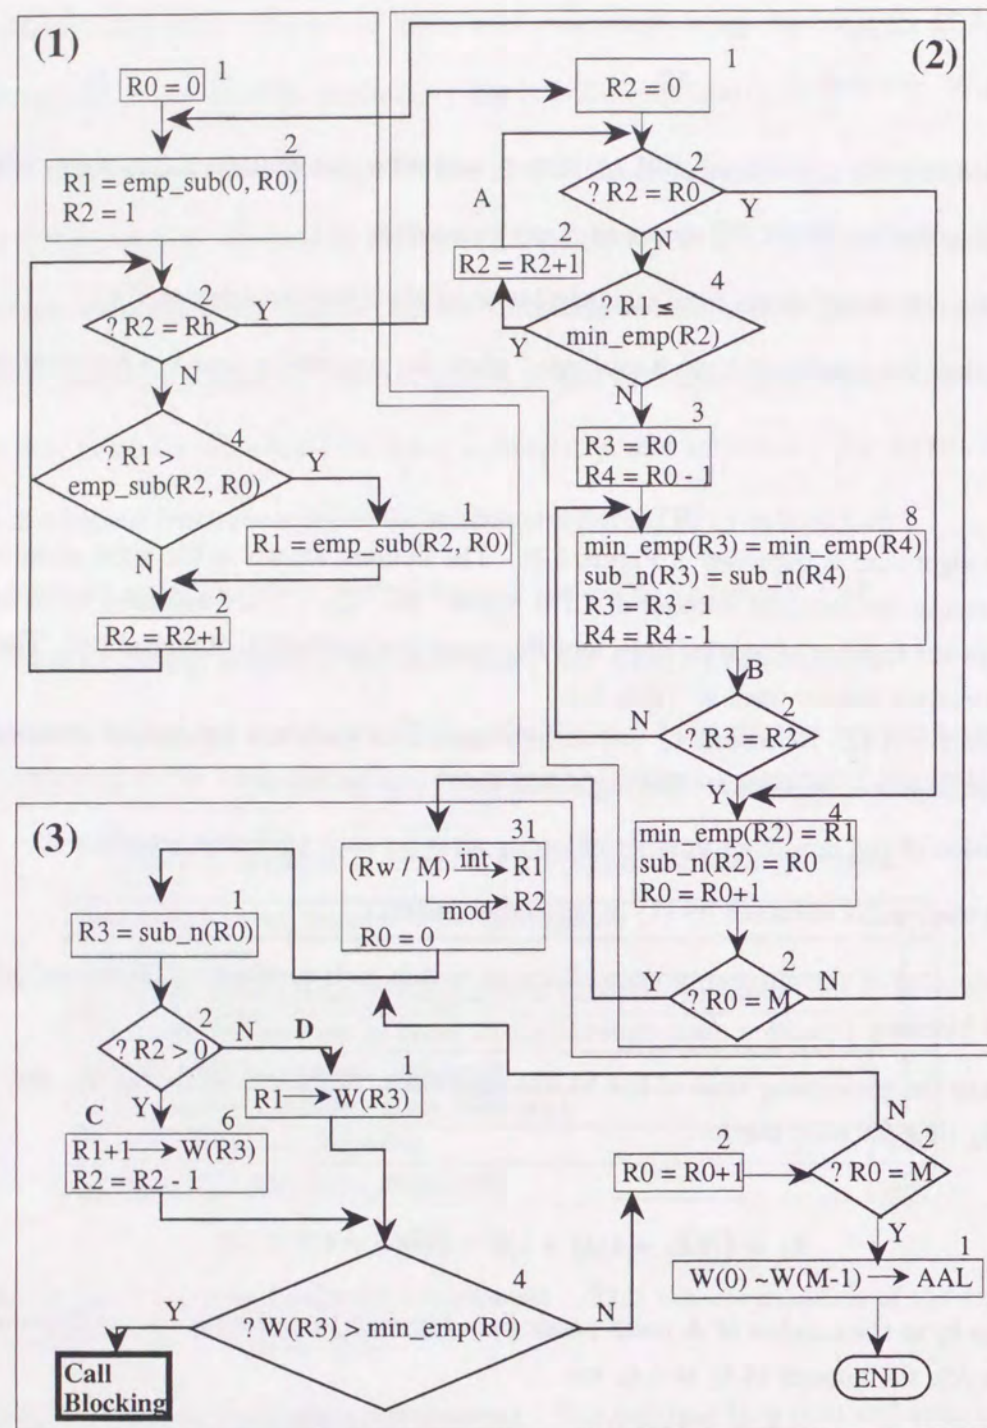 (1)
R0 = 0
1
2
R1 = emp_sub(0, R0)
R2 = 1
2
? R2 = Rh
Y
N
4
? R1 >
emp_sub(R2, R0)
Y
1
R1 = emp_sub(R2, R0)
N
2
R2 = R2+1
(2)
1
R2 = 0
2
? R2 = R0
Y
A
N
2
R2 = R2+1
4
? R1 ≤
min_emp(R2)
Y
N
3
R3 = R0
R4 = R0 - 1
8
min_emp(R3) = min_emp(R4)
sub_n(R3) = sub_n(R4)
R3 = R3 - 1
R4 = R4 - 1
B
2
? R3 = R2
N
Y
4
min_emp(R2) = R1
sub_n(R2) = R0
R0 = R0+1
2
? R0 = M
Y
N
(3)
31
(Rw / M) int R1
mod R2
R0 = 0
1
R3 = sub_n(R0)
2
? R2 > 0
N
D
1
R1 → W(R3)
C
Y
6
R1+1 → W(R3)
R2 = R2 - 1
4
? W(R3) > min_emp(R0)
Y
N
Call
Blocking
2
R0 = R0+1
N
2
? R0 = M
Y
1
W(0) ~W(M-1) → AAL
END